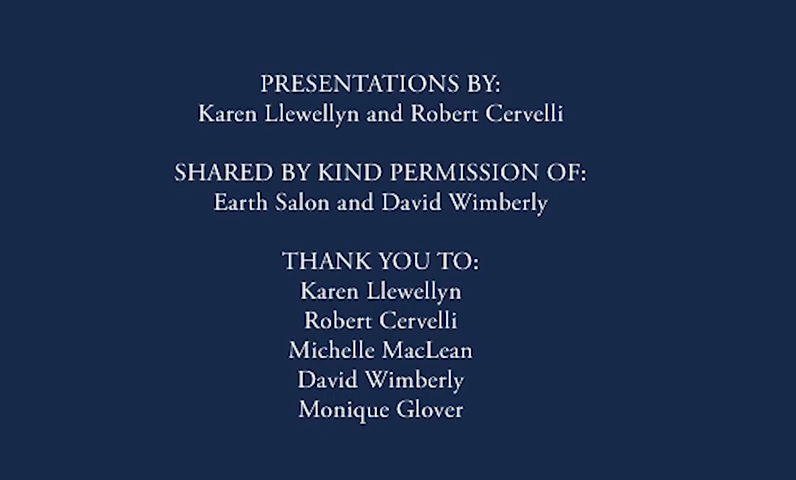 PRESENTATIONS BY:
Karen Llewellyn and Robert Cervelli
SHARED BY KIND PERMISSION OF:
Earth Salon and David Wimberly
THANK YOU TO:
Karen Llewellyn
Robert Cervelli
Michelle MacLean
David Wimberly
Monique Glover